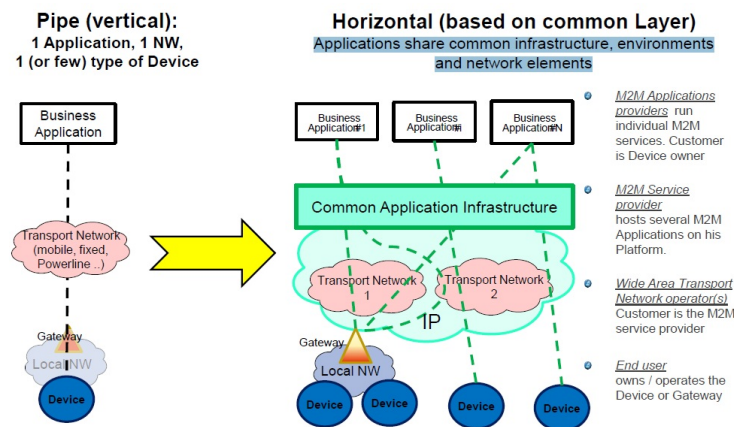 Pipe (vertical):
1 Application, 1 NW,
1 (or few) type of Device
Business
Application
Transport Network
(mobile, fixed,
Powerline ..)
Gateway
Local NW
Device
Horizontal (based on common Layer)
Applications share common infrastructure, environments
and network elements
Business
Application#1
Business
Application#i
Business
Application#N
Common Application Infrastructure
Transport Network
1
Transport Network
2
IP
Gateway
Local NW
Device
Device
Device
Device
M2M Applications
providers run
individual M2M
services. Customer
is Device owner
M2M Service
provider
hosts several M2M
Applications on his
Platform.
Wide Area Transport
Network operator(s)
Customer is the M2M
service provider
End user
owns / operates the
Device or Gateway